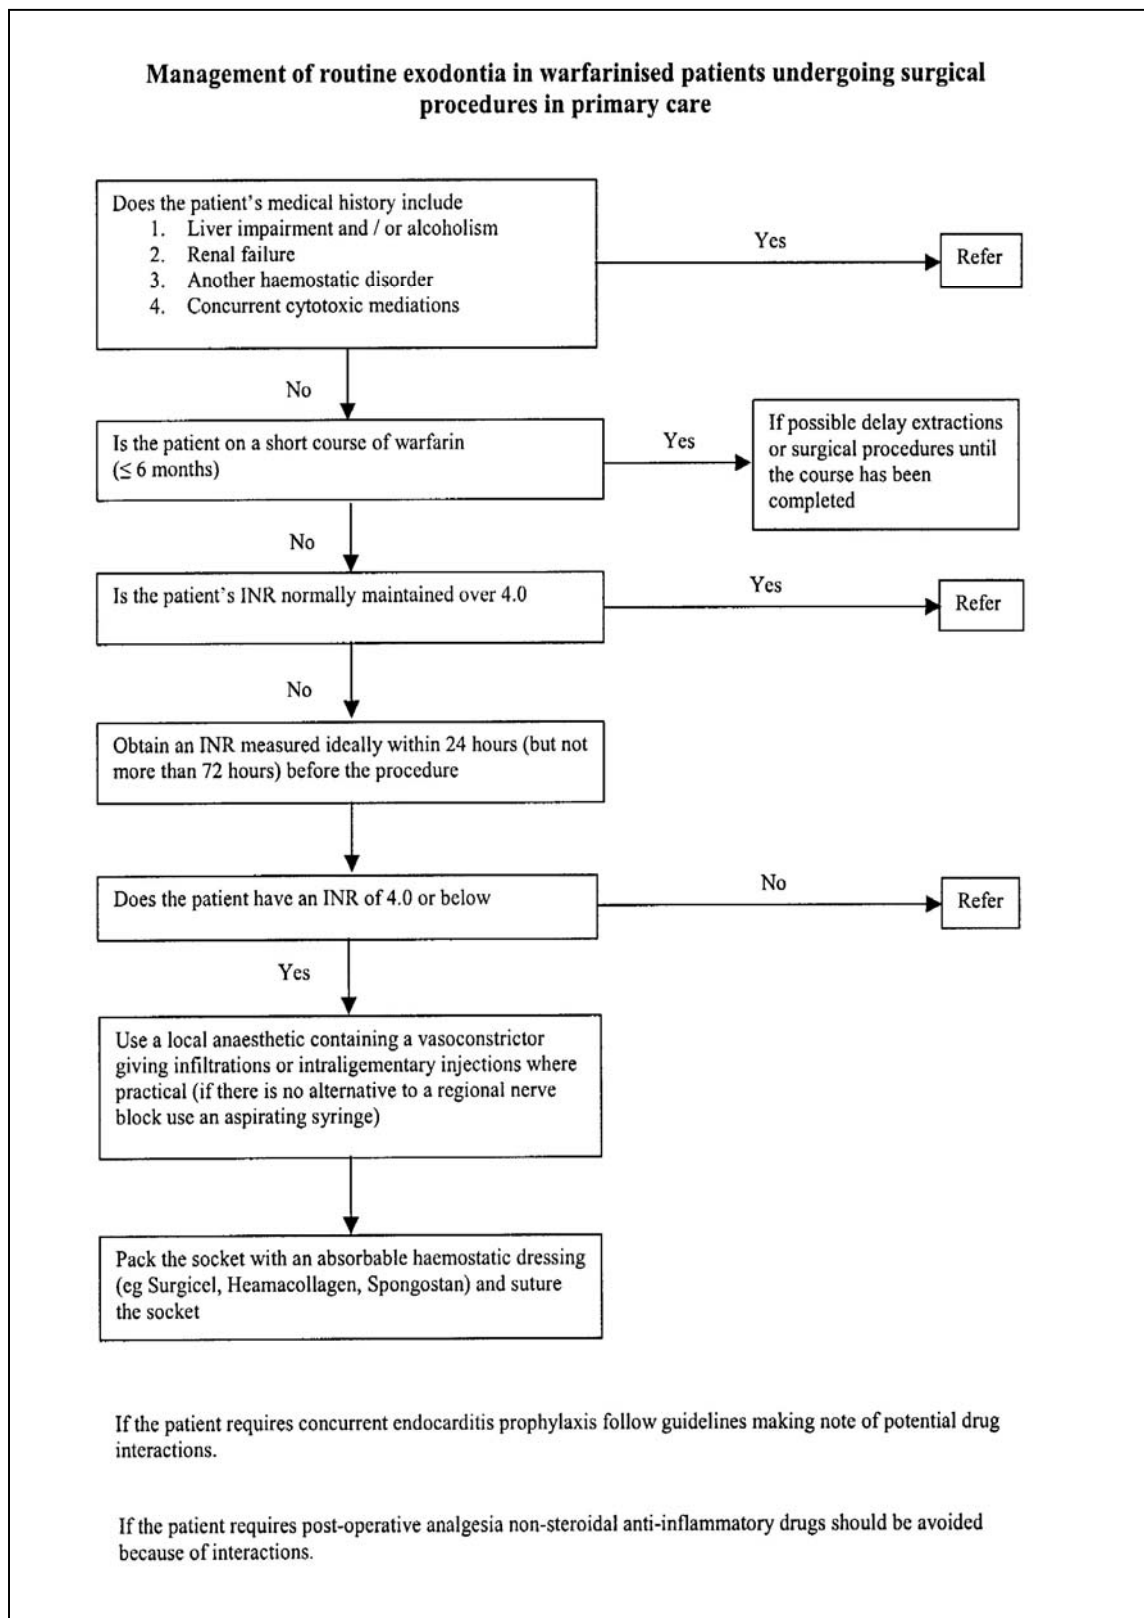 Management of routine exodontia in warfarinised patients undergoing surgical
procedures in primary care
Does the patient's medical history include
1. Liver impairment and / or alcoholism
2. Renal failure
3. Another haemostatic disorder
4. Concurrent cytotoxic mediations
Yes
Refer
No
Is the patient on a short course of warfarin
(≤ 6 months)
Yes
If possible delay extractions
or surgical procedures until
the course has been
completed
No
Is the patient's INR normally maintained over 4.0
Yes
Refer
No
Obtain an INR measured ideally within 24 hours (but not
more than 72 hours) before the procedure
Does the patient have an INR of 4.0 or below
No
Refer
Yes
Use a local anaesthetic containing a vasoconstrictor
giving infiltrations or intraligementary injections where
practical (if there is no alternative to a regional nerve
block use an aspirating syringe)
Pack the socket with an absorbable haemostatic dressing
(eg Surgicel, Heamacollagen, Spongostan) and suture
the socket
If the patient requires concurrent endocarditis prophylaxis follow guidelines making note of potential drug
interactions.
If the patient requires post-operative analgesia non-steroidal anti-inflammatory drugs should be avoided
because of interactions.